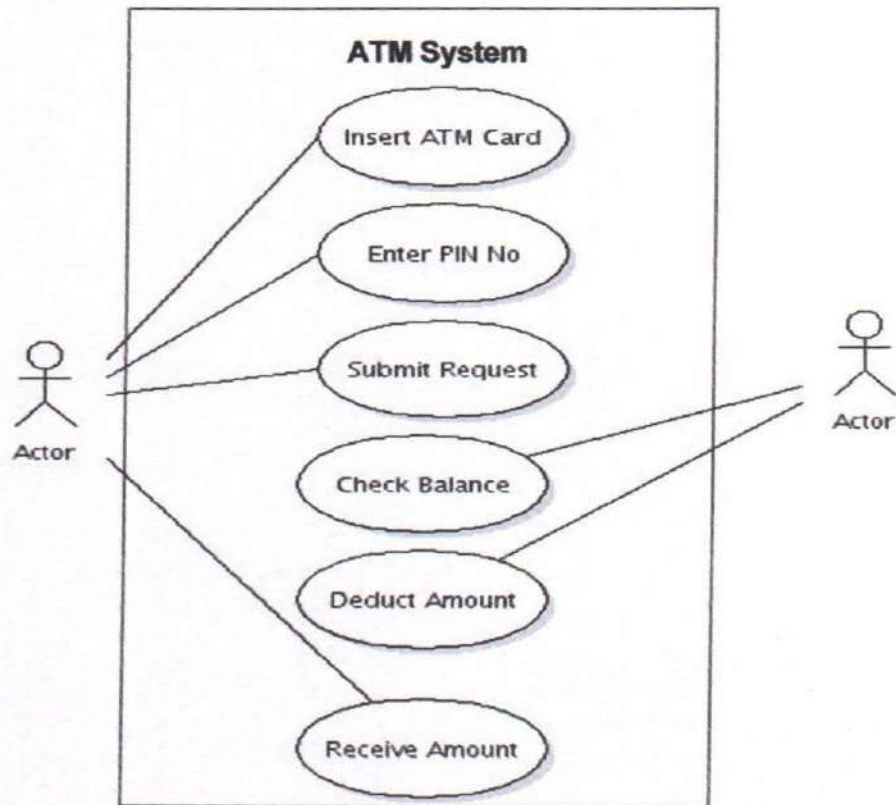 ATM System
Insert ATM Card
Enter PIN No
Submit Request
Actor
Actor
Check Balance
Deduct Amount
Receive Amount